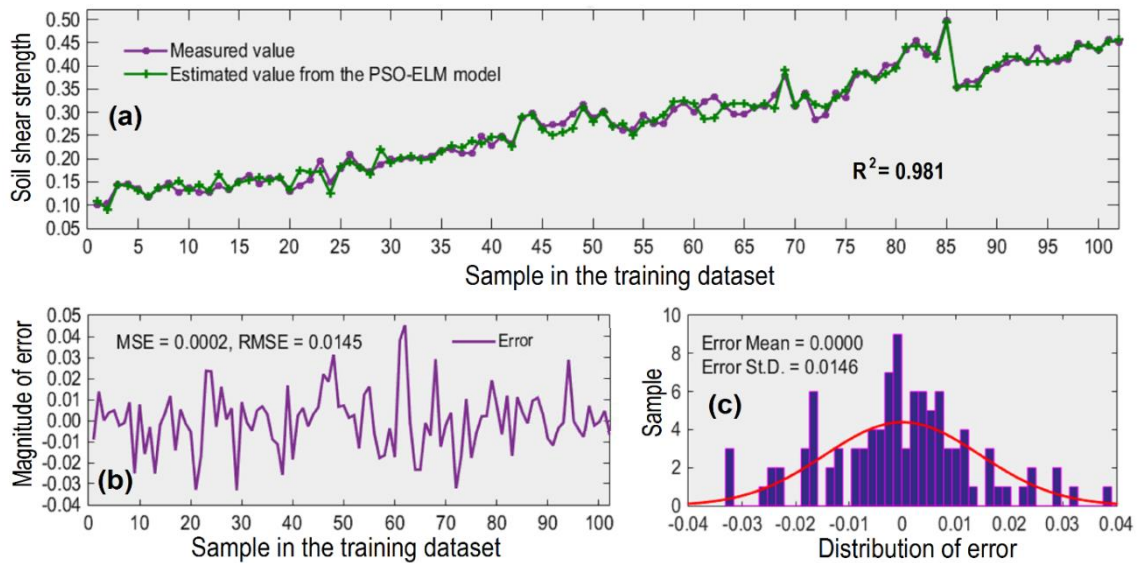 Soil shear strength
0.50
0.45
0.40
0.35
0.30
0.25
0.20
0.15
0.10
0.05
Measured value
Estimated value from the PSO-ELM model
(a)
R² = 0.981
0 5 10 15 20 25 30 35 40 45 50 55 60 65 70 75 80 85 90 95 100
Sample in the training dataset
Magnitude of error
0.05
0.04
0.03
0.02
0.01
0.00
-0.01
-0.02
-0.03
-0.04
MSE = 0.0002, RMSE = 0.0145
Error
(b)
0 10 20 30 40 50 60 70 80 90 100
Sample in the training dataset
Sample
10
8
6
4
2
0
Error Mean = 0.0000
Error St.D. = 0.0146
(c)
-0.04 -0.03 -0.02 -0.01 0 0.01 0.02 0.03 0.04
Distribution of error